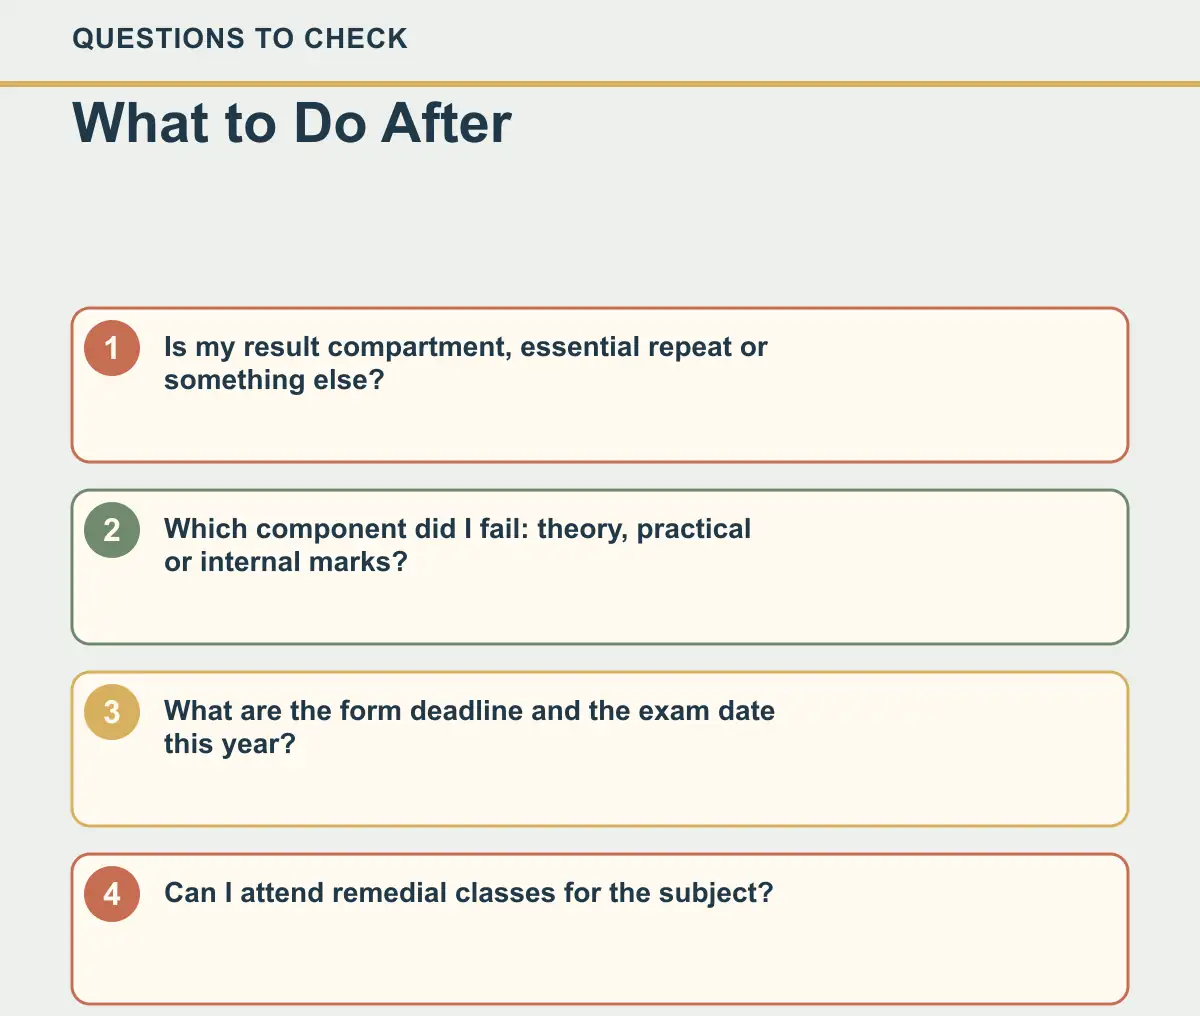 QUESTIONS TO CHECK
What to Do After
1
Is my result compartment, essential repeat or
something else?
2
Which component did I fail: theory, practical
or internal marks?
3
What are the form deadline and the exam date
this year?
4
Can I attend remedial classes for the subject?